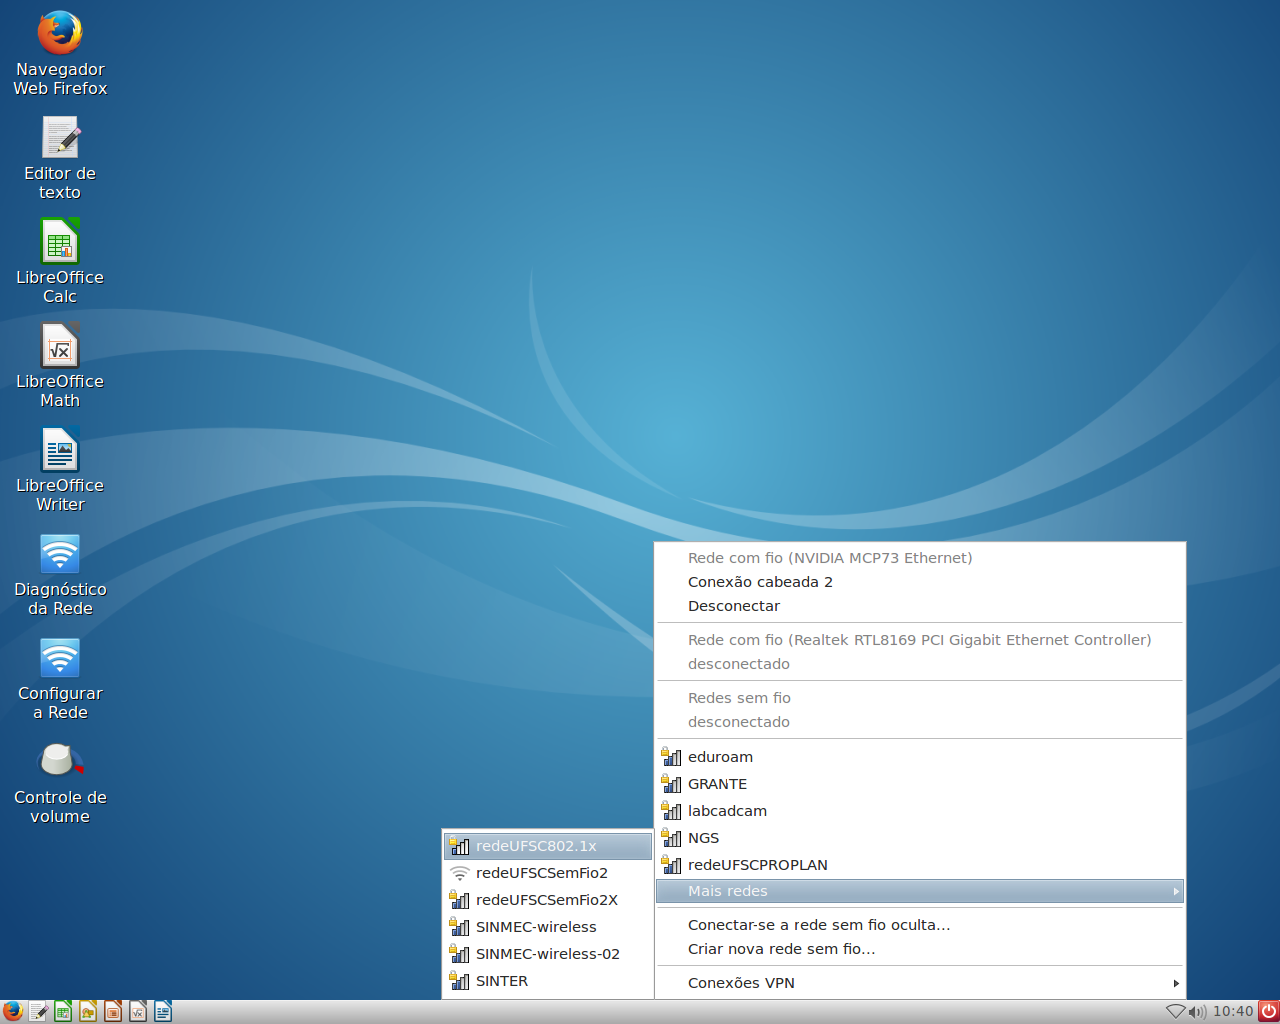 Navegador
Web Firefox
Editor de
texto
LibreOffice
Calc
LibreOffice
Math
LibreOffice
Writer
Diagnóstico
da Rede
Configurar
a Rede
Controle de
volume
Rede com fio (NVIDIA MCP73 Ethernet)
Conexão cabeada 2
Desconectar
Rede com fio (Realtek RTL8169 PCI Gigabit Ethernet Controller)
desconectado
Redes sem fio
desconectado
eduroam
GRANTE
labcadcam
NGS
redeUFSCPROPLAN
Mais redes
Conectar-se a rede sem fio oculta...
Criar nova rede sem fio...
Conexões VPN
redeUFSC802.1x
redeUFSCSemFio2
redeUFSCSemFio2X
SINMEC-wireless
SINMEC-wireless-02
SINTER
10:40